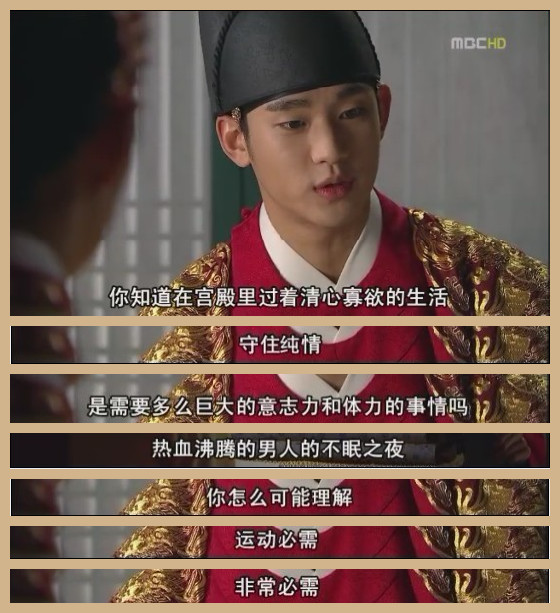 MBC HD
你知道在宫殿里过着清心寡欲的生活
守住纯情
是需要多么巨大的意志力和体力的事情吗
热血沸腾的男人的不眠之夜
你怎么可能理解
运动必需
非常必需